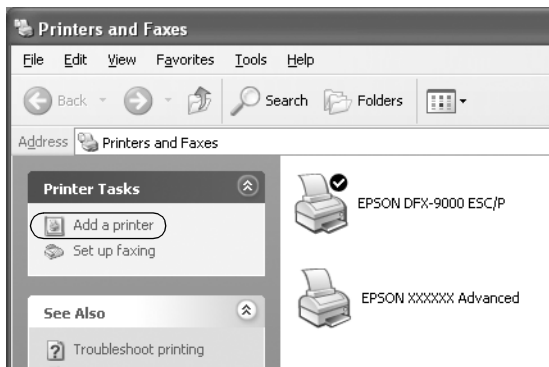 Printers and Faxes
File Edit View Favorites Tools Help
Back Search Folders
Address Printers and Faxes
Printer Tasks
Add a printer
Set up faxing
See Also
Troubleshoot printing
EPSON DFX-9000 ESC/P
EPSON XXXXXX Advanced